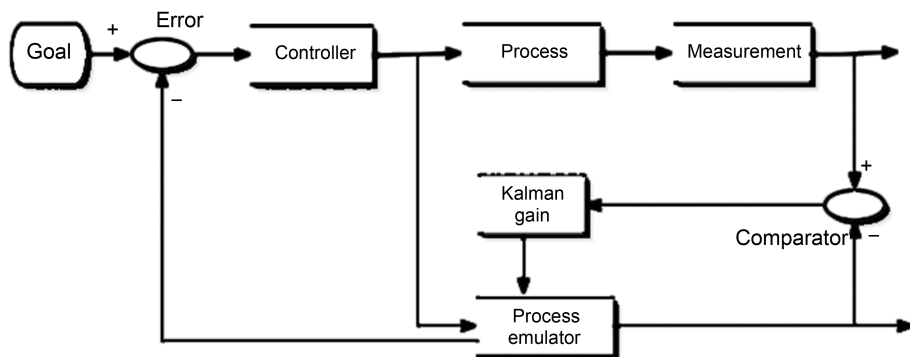 Error
+
Goal
Controller
Process
Measurement
−
+
Kalman
gain
Comparator
−
Process
emulator